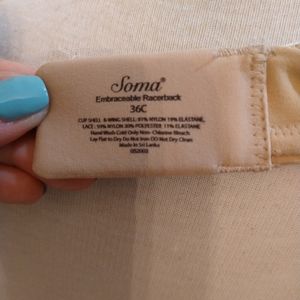 Soma®
Embraceable Racerback
36C
CUP SHELL & WING SHELL: 81% NYLON 19% ELASTANE,
LACE: 59% NYLON 30% POLYESTER 11% ELASTANE
Hand Wash Cold Only Non- Chlorine Bleach
Lay Flat to Dry Do Not Iron DO Not Dry Clean
Made In Sri Lanka